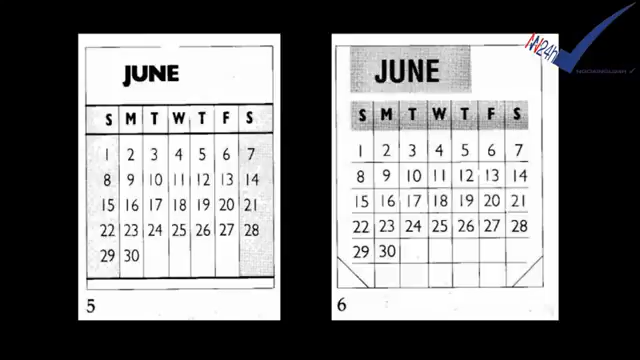 JUNE
S M T W T F S
1 2 3 4 5 6 7
8 9 10 11 12 13 14
15 16 17 18 19 20 21
22 23 24 25 26 27 28
29 30
5
JUNE
S M T W T F S
1 2 3 4 5 6 7
8 9 10 11 12 13 14
15 16 17 18 19 20 21
22 23 24 25 26 27 28
29 30
6
NN24h